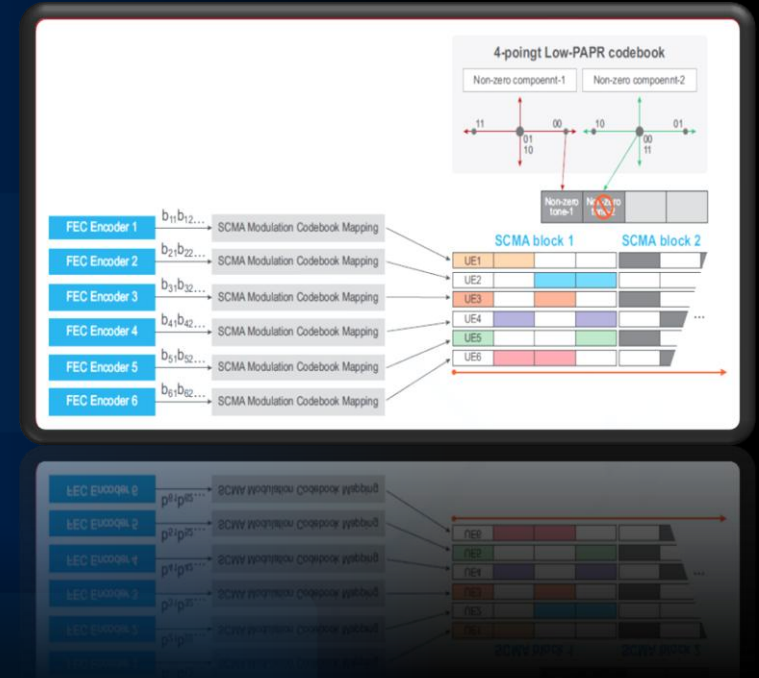 4-poingt Low-PAPR codebook
Non-zero compoennt-1 Non-zero compoennt-2
11 00 10 01
01 00
10 11
Non-zero tone-1 Non-zero tone-2
SCMA block 1 SCMA block 2
FEC Encoder 1 b₁₁b₁₂... SCMA Modulation Codebook Mapping UE1
FEC Encoder 2 b₂₁b₂₂... SCMA Modulation Codebook Mapping UE2
FEC Encoder 3 b₃₁b₃₂... SCMA Modulation Codebook Mapping UE3
FEC Encoder 4 b₄₁b₄₂... SCMA Modulation Codebook Mapping UE4 ...
FEC Encoder 5 b₅₁b₅₂... SCMA Modulation Codebook Mapping UE5
FEC Encoder 6 b₆₁b₆₂... SCMA Modulation Codebook Mapping UE6